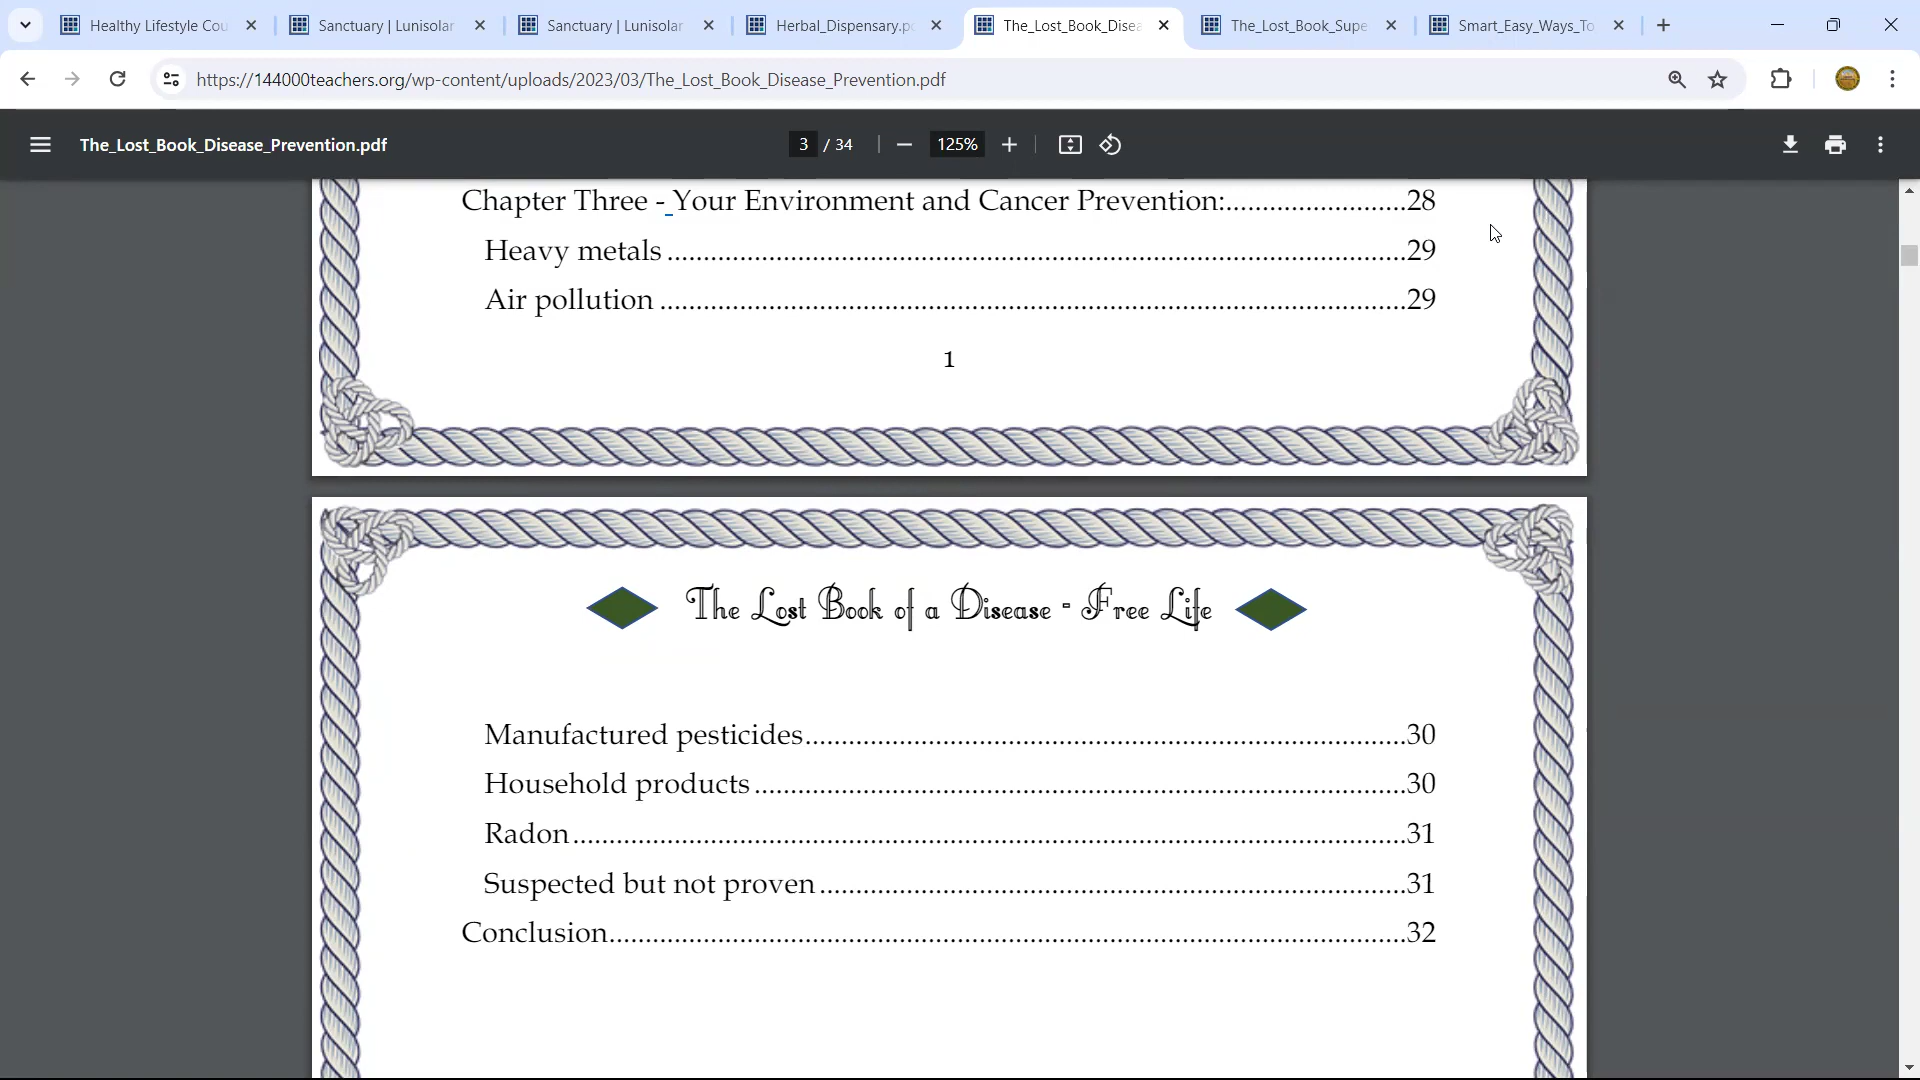 Healthy Lifestyle Cou
Sanctuary | Lunisolar
Sanctuary | Lunisolar
Herbal_Dispensary.pc
The_Lost_Book_Disea
The_Lost_Book_Supe
Smart_Easy_Ways_To
https://144000teachers.org/wp-content/uploads/2023/03/The_Lost_Book_Disease_Prevention.pdf
The_Lost_Book_Disease_Prevention.pdf
3 / 34
125%
Chapter Three - Your Environment and Cancer Prevention:.......................28
Heavy metals...............................................................................................29
Air pollution...............................................................................................29
1
The Lost Book of a Disease - Free Life
Manufactured pesticides............................................................................30
Household products...................................................................................30
Radon..........................................................................................................31
Suspected but not proven..........................................................................31
Conclusion.....................................................................................................32